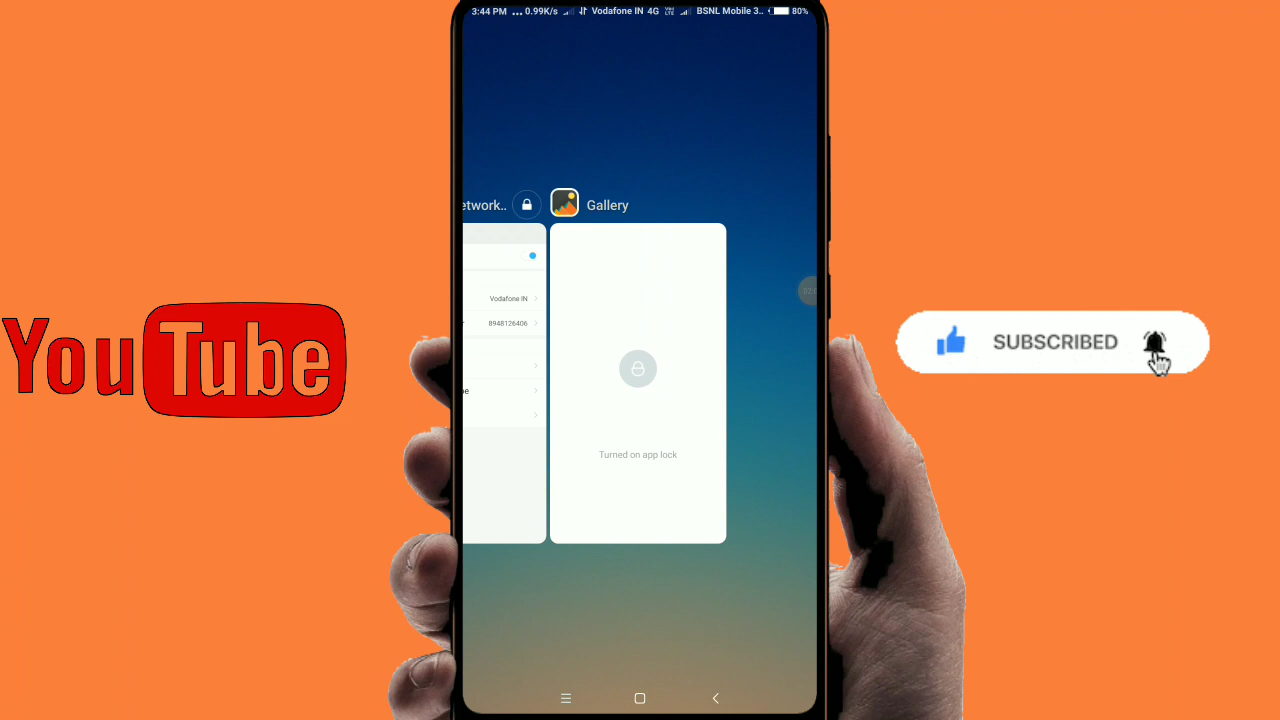 3:44 PM ... 0.99K/s Vodafone IN 4G VoLTE BSNL Mobile 3.. 80%
etwork..
Gallery
Vodafone IN
8948126406
YouTube
SUBSCRIBED
Turned on app lock